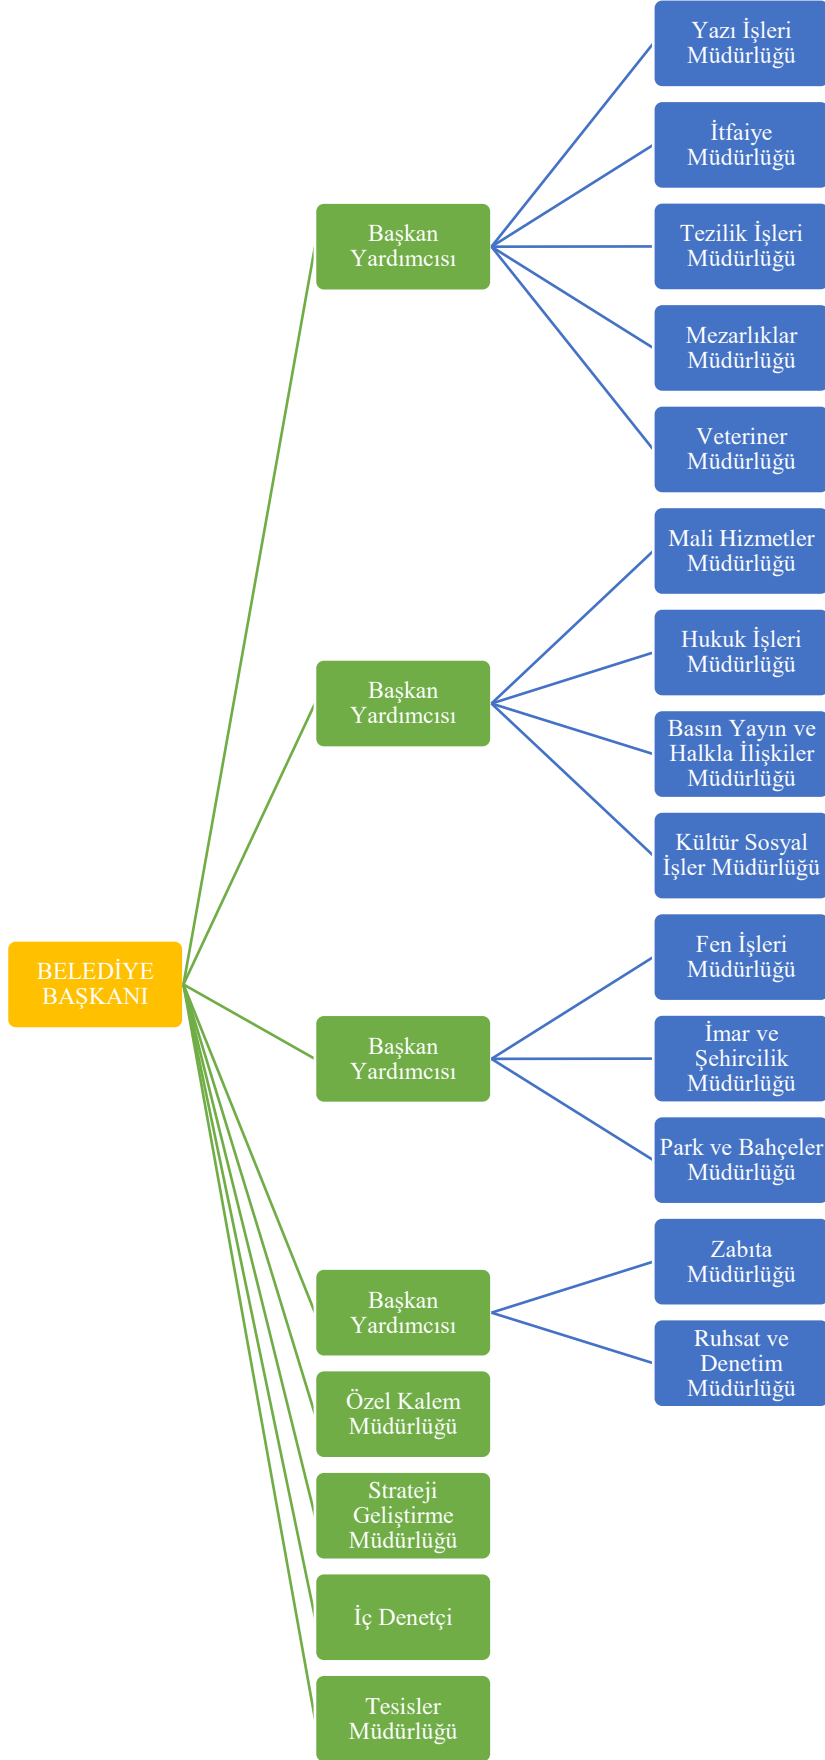 Yazı İşleri
Müdürlüğü
İtfaiye
Müdürlüğü
Başkan
Yardımcısı
Tezilik İşleri
Müdürlüğü
Mezarlıklar
Müdürlüğü
Veteriner
Müdürlüğü
Mali Hizmetler
Müdürlüğü
Hukuk İşleri
Müdürlüğü
Başkan
Yardımcısı
Basın Yayın ve
Halkla İlişkiler
Müdürlüğü
Kültür Sosyal
İşler Müdürlüğü
BELEDİYE
BAŞKANI
Fen İşleri
Müdürlüğü
Başkan
Yardımcısı
İmar ve
Şehircilik
Müdürlüğü
Park ve Bahçeler
Müdürlüğü
Zabıta
Müdürlüğü
Başkan
Yardımcısı
Ruhsat ve
Denetim
Müdürlüğü
Özel Kalem
Müdürlüğü
Strateji
Geliştirme
Müdürlüğü
İç Denetçi
Tesisler
Müdürlüğü